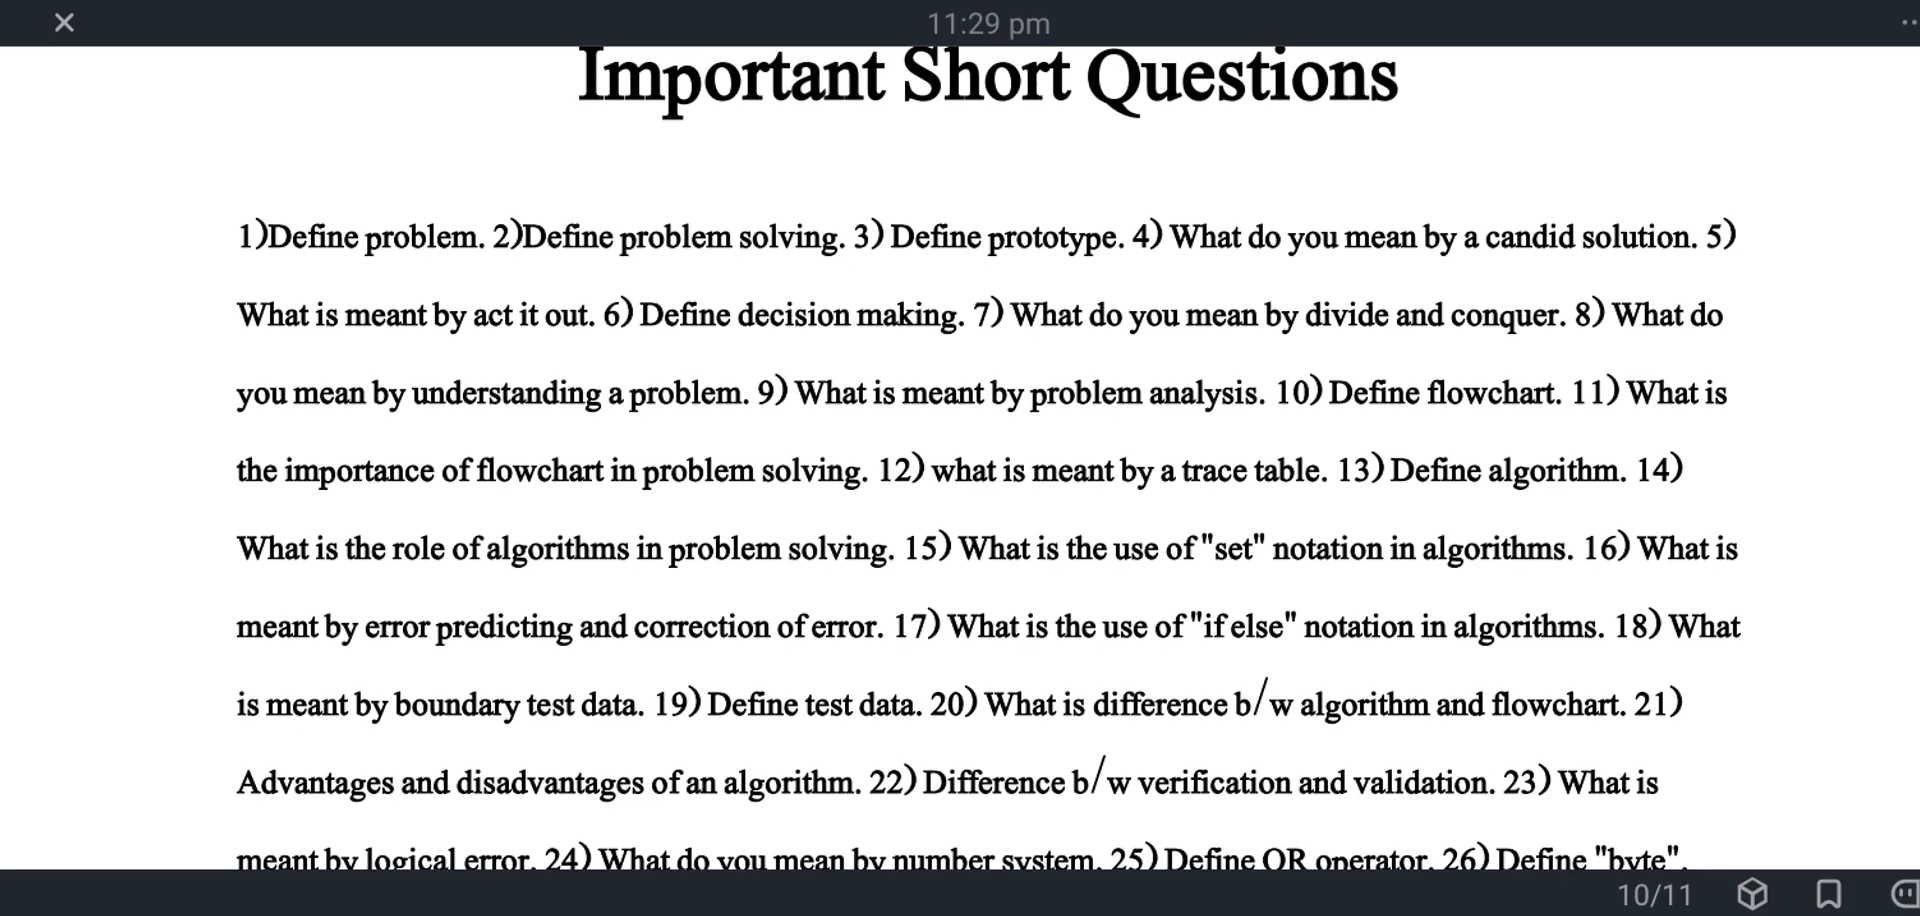 11:29 pm
Important Short Questions
1)Define problem. 2)Define problem solving. 3) Define prototype. 4) What do you mean by a candid solution. 5)
What is meant by act it out. 6) Define decision making. 7) What do you mean by divide and conquer. 8) What do
you mean by understanding a problem. 9) What is meant by problem analysis. 10) Define flowchart. 11) What is
the importance of flowchart in problem solving. 12) what is meant by a trace table. 13) Define algorithm. 14)
What is the role of algorithms in problem solving. 15) What is the use of "set" notation in algorithms. 16) What is
meant by error predicting and correction of error. 17) What is the use of "if else" notation in algorithms. 18) What
is meant by boundary test data. 19) Define test data. 20) What is difference b/w algorithm and flowchart. 21)
Advantages and disadvantages of an algorithm. 22) Difference b/w verification and validation. 23) What is
meant by logical error. 24) What do you mean by number system. 25) Define OR operator. 26) Define "byte".
10/11